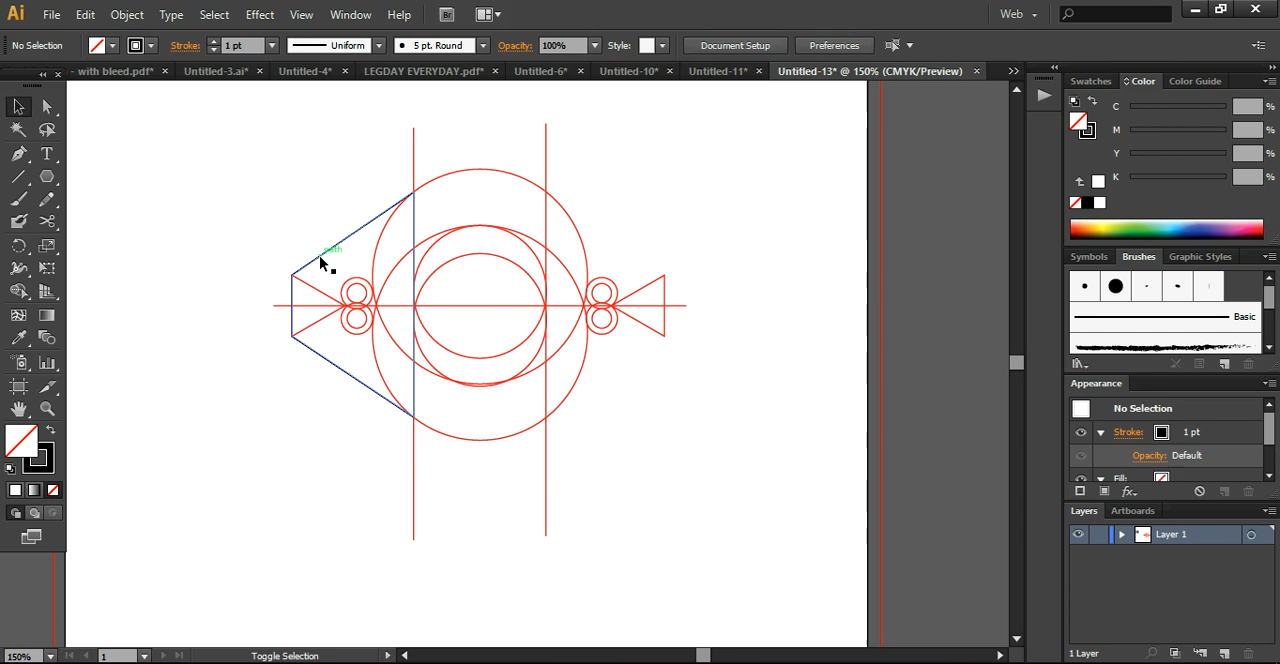 Ai File Edit Object Type Select Effect View Window Help Br Web
No Selection Stroke: 1 pt Uniform 5 pt. Round Opacity: 100% Style: Document Setup Preferences
- with bleed.pdf* × Untitled-3.ai* × Untitled-4* × LEGDAY EVERYDAY.pdf* × Untitled-6* × Untitled-10* × Untitled-11* × Untitled-13* @ 150% (CMYK/Preview) ×
Swatches Color Color Guide
C %
M %
Y %
K %
path
Symbols Brushes Graphic Styles
Basic
Appearance
No Selection
Stroke: 1 pt
Opacity: Default
Fill:
fx
Layers Artboards
Layer 1
1 Layer
150% 1 Toggle Selection